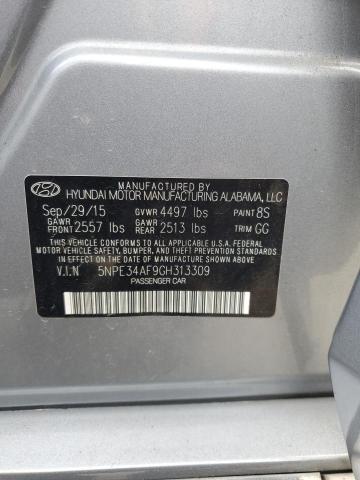 MANUFACTURED BY
HYUNDAI MOTOR MANUFACTURING ALABAMA, LLC
Sep/29/15 GVWR 4497 lbs PAINT 8S
GAWR FRONT 2557 lbs GAWR REAR 2513 lbs TRIM GG
THIS VEHICLE CONFORMS TO ALL APPLICABLE U.S. FEDERAL
MOTOR VEHICLE SAFETY, BUMPER, AND THEFT PREVENTION
STANDARDS IN EFFECT ON THE DATE OF MANUFACTURE SHOWN ABOVE.
V.I.N 5NPE34AF9GH313309
PASSENGER CAR